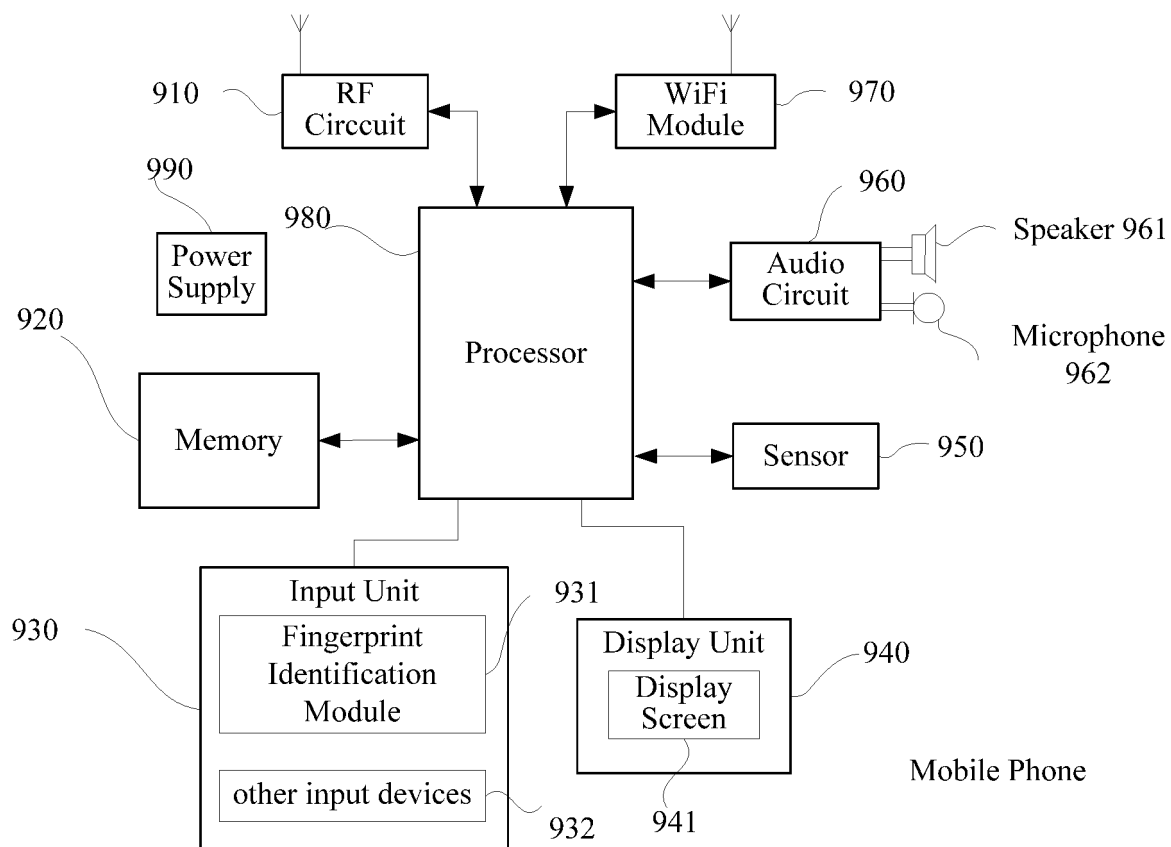 910
RF
Circcuit
WiFi
Module
970
990
Power
Supply
980
960
Audio
Circuit
Speaker 961
Microphone
962
920
Memory
Processor
Sensor
950
930
Input Unit
931
Fingerprint
Identification
Module
other input devices
932
Display Unit
940
Display
Screen
941
Mobile Phone